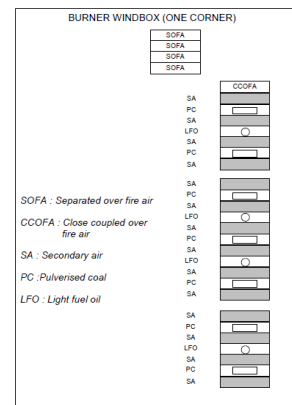 BURNER WINDBOX (ONE CORNER)
SOFA
SOFA
SOFA
SOFA
CCOFA
SA
PC
SA
LFO
SA
PC
SA
SA
PC
SA
LFO
SA
PC
SA
LFO
SA
PC
SA
SA
PC
SA
LFO
SA
PC
SA
SOFA : Separated over fire air
CCOFA : Close coupled over
fire air
SA : Secondary air
PC :Pulverised coal
LFO : Light fuel oil